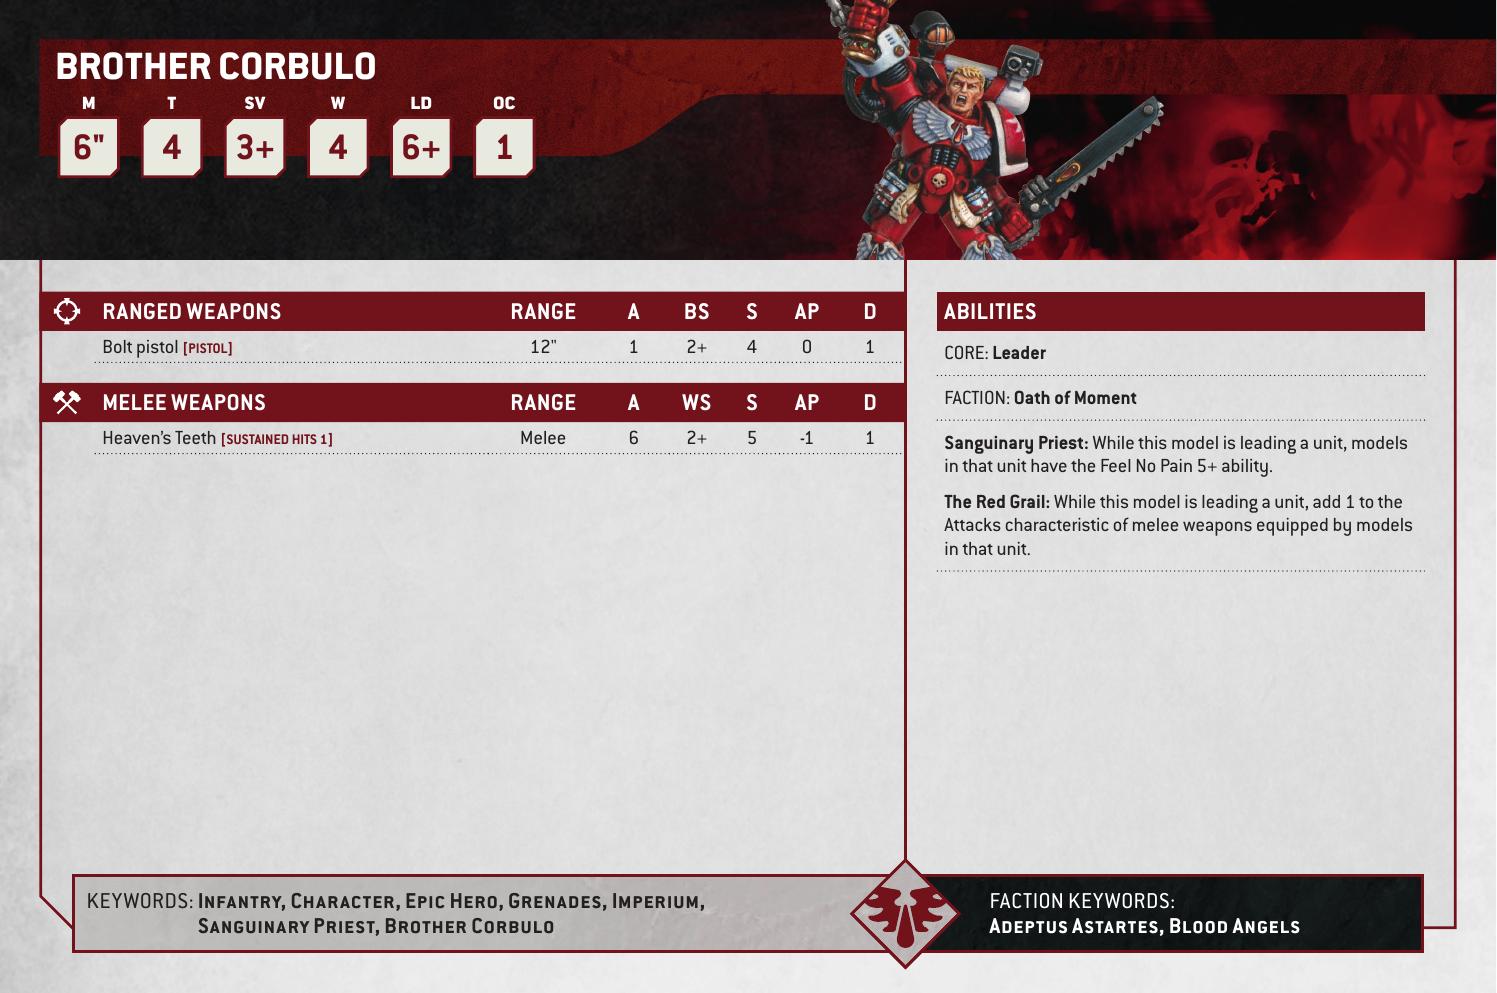 BROTHER CORBULO
M T SV W LD OC
6" 4 3+ 4 6+ 1
RANGED WEAPONS RANGE A BS S AP D
Bolt pistol [PISTOL] 12" 1 2+ 4 0 1
MELEE WEAPONS RANGE A WS S AP D
Heaven's Teeth [SUSTAINED HITS 1] Melee 6 2+ 5 -1 1
ABILITIES
CORE: Leader
FACTION: Oath of Moment
Sanguinary Priest: While this model is leading a unit, models
in that unit have the Feel No Pain 5+ ability.
The Red Grail: While this model is leading a unit, add 1 to the
Attacks characteristic of melee weapons equipped by models
in that unit.
KEYWORDS: Infantry, Character, Epic Hero, Grenades, Imperium,
Sanguinary Priest, Brother Corbulo
FACTION KEYWORDS:
Adeptus Astartes, Blood Angels